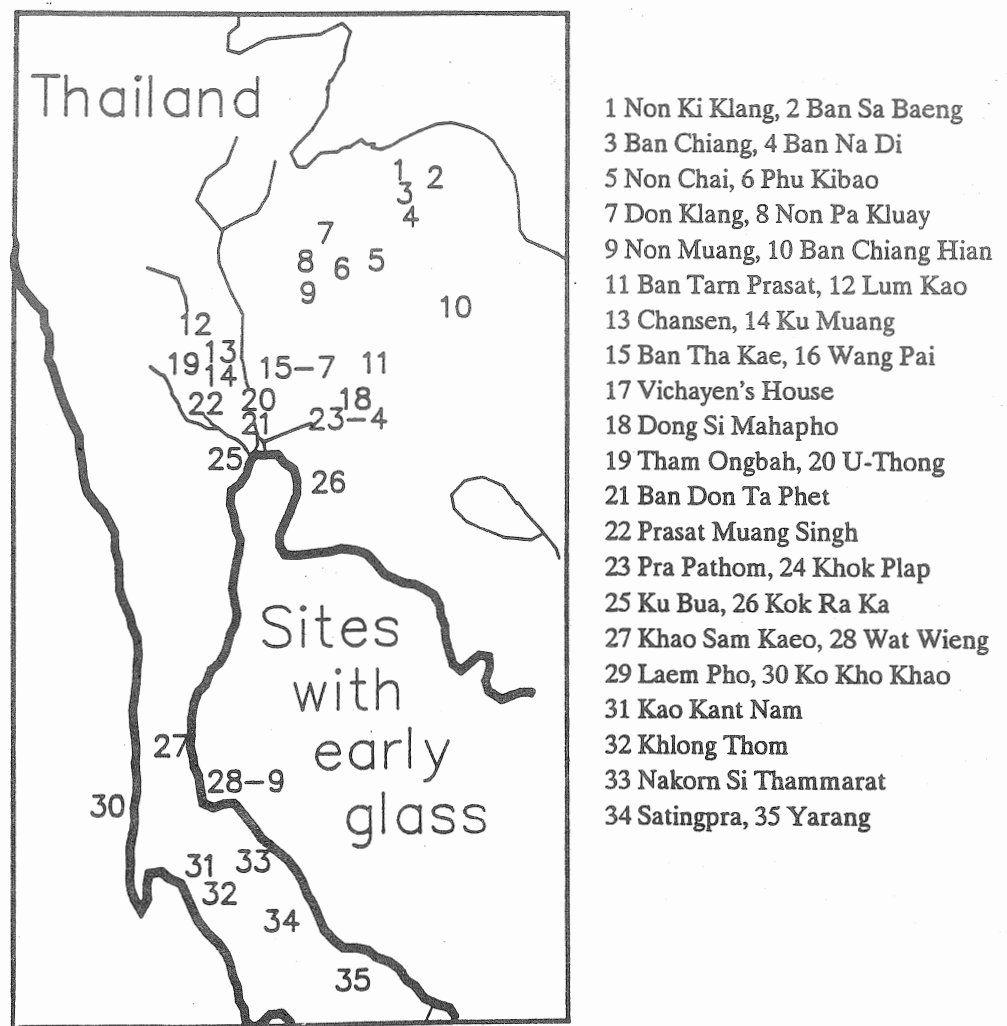 Thailand
1
2
3
4
7
8
6
5
9
10
12
13
19
14
15-7
11
22
20
18
21
23-4
25
26
Sites
with
early
glass
27
28-9
30
31
33
32
34
35
1 Non Ki Klang, 2 Ban Sa Baeng
3 Ban Chiang, 4 Ban Na Di
5 Non Chai, 6 Phu Kibao
7 Don Klang, 8 Non Pa Kluay
9 Non Muang, 10 Ban Chiang Hian
11 Ban Tarn Prasat, 12 Lum Kao
13 Chansen, 14 Ku Muang
15 Ban Tha Kae, 16 Wang Pai
17 Vichayen's House
18 Dong Si Mahapho
19 Tham Ongbah, 20 U-Thong
21 Ban Don Ta Phet
22 Prasat Muang Singh
23 Pra Pathom, 24 Khok Plap
25 Ku Bua, 26 Kok Ra Ka
27 Khao Sam Kaeo, 28 Wat Wieng
29 Laem Pho, 30 Ko Kho Khao
31 Kao Kant Nam
32 Khlong Thom
33 Nakorn Si Thammarat
34 Satingpra, 35 Yarang